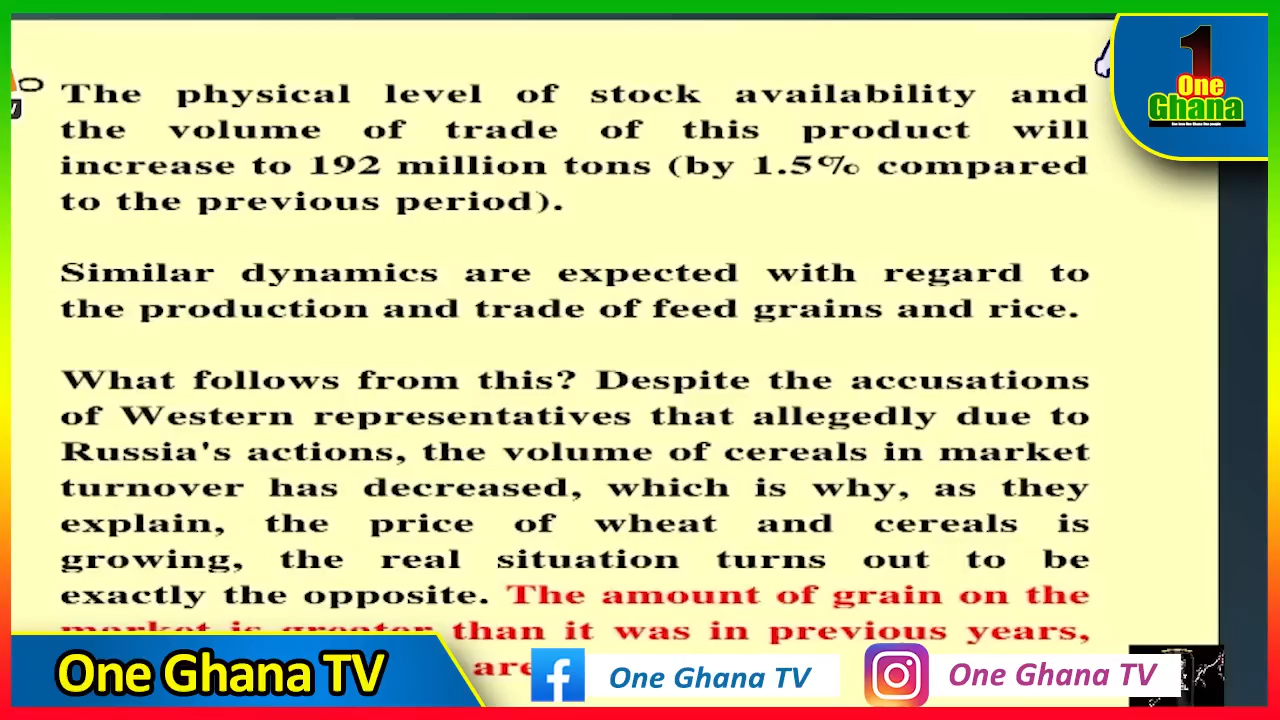 The physical level of stock availability and
the volume of trade of this product will
increase to 192 million tons (by 1.5% compared
to the previous period).
Similar dynamics are expected with regard to
the production and trade of feed grains and rice.
What follows from this? Despite the accusations
of Western representatives that allegedly due to
Russia's actions, the volume of cereals in market
turnover has decreased, which is why, as they
explain, the price of wheat and cereals is
growing, the real situation turns out to be
exactly the opposite. The amount of grain on the
market is greater than it was in previous years,
are
1
One
Ghana
One Ghana TV
One Ghana TV
One Ghana TV